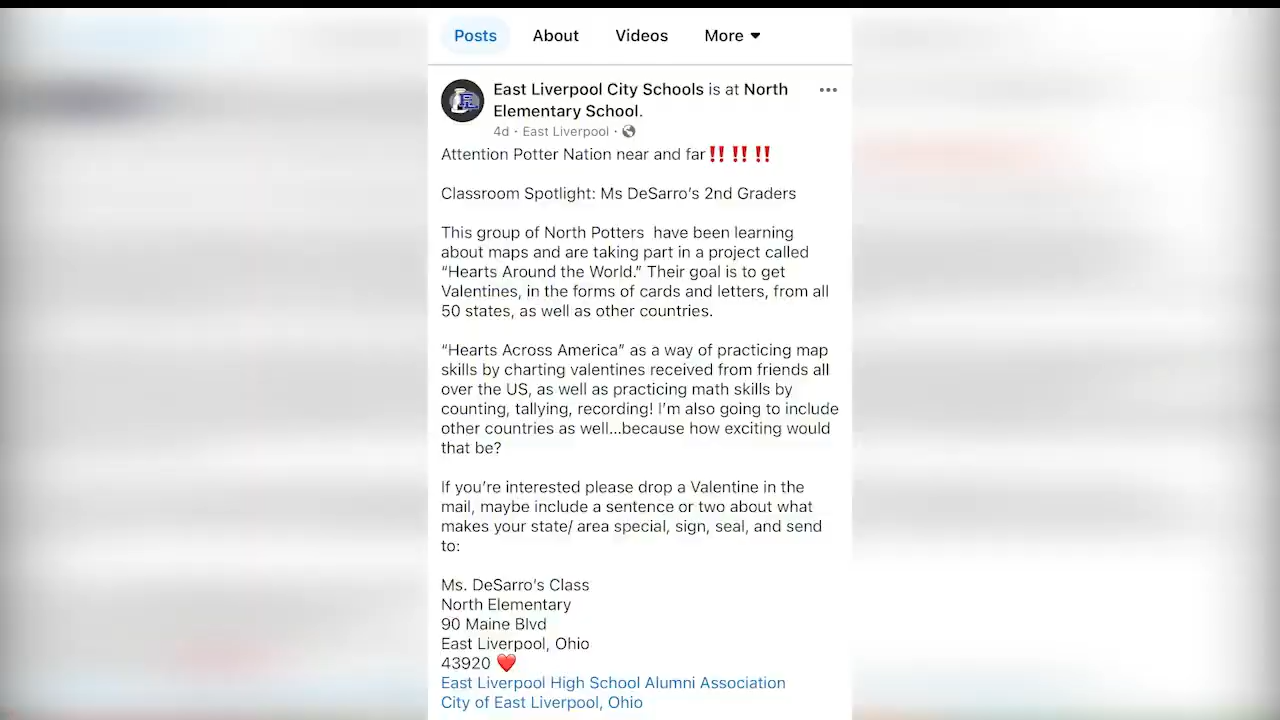 Posts About Videos More
East Liverpool City Schools is at North
Elementary School.
4d · East Liverpool ·
Attention Potter Nation near and far‼️ ‼️ ‼️
Classroom Spotlight: Ms DeSarro's 2nd Graders
This group of North Potters  have been learning
about maps and are taking part in a project called
“Hearts Around the World.” Their goal is to get
Valentines, in the forms of cards and letters, from all
50 states, as well as other countries.
“Hearts Across America” as a way of practicing map
skills by charting valentines received from friends all
over the US, as well as practicing math skills by
counting, tallying, recording! I’m also going to include
other countries as well...because how exciting would
that be?
If you’re interested please drop a Valentine in the
mail, maybe include a sentence or two about what
makes your state/ area special, sign, seal, and send
to:
Ms. DeSarro’s Class
North Elementary
90 Maine Blvd
East Liverpool, Ohio
43920 ❤️
East Liverpool High School Alumni Association
City of East Liverpool, Ohio